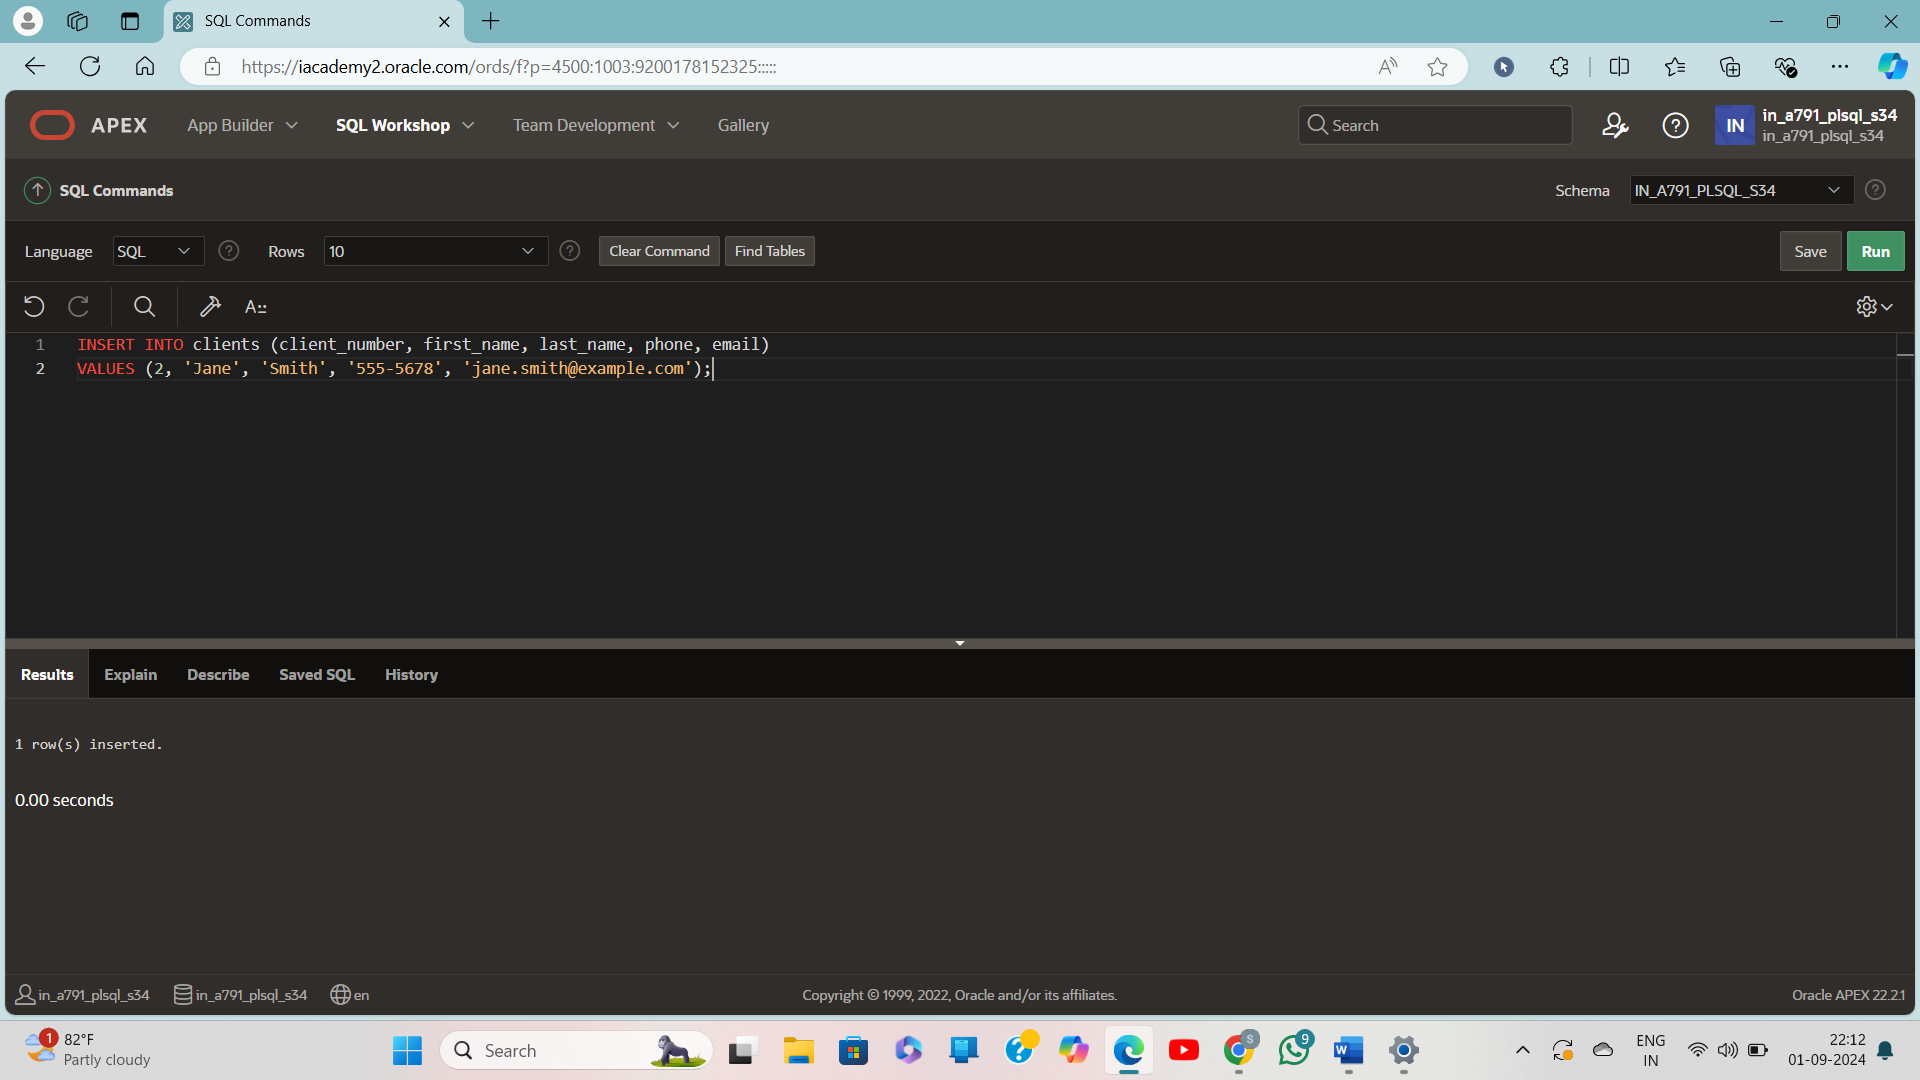 SQL Commands
https://iacademy2.oracle.com/ords/f?p=4500:1003:9200178152325:::::
APEX
App Builder
SQL Workshop
Team Development
Gallery
Search
IN
in_a791_plsql_s34
in_a791_plsql_s34
SQL Commands
Schema
IN_A791_PLSQL_S34
Language
SQL
Rows
10
Clear Command
Find Tables
Save
Run
1 INSERT INTO clients (client_number, first_name, last_name, phone, email)
2 VALUES (2, 'Jane', 'Smith', '555-5678', 'jane.smith@example.com');
Results
Explain
Describe
Saved SQL
History
1 row(s) inserted.
0.00 seconds
in_a791_plsql_s34
in_a791_plsql_s34
en
Copyright © 1999, 2022, Oracle and/or its affiliates.
Oracle APEX 22.2.1
1
82°F
Partly cloudy
Search
S
9
W
ENG
IN
22:12
01-09-2024